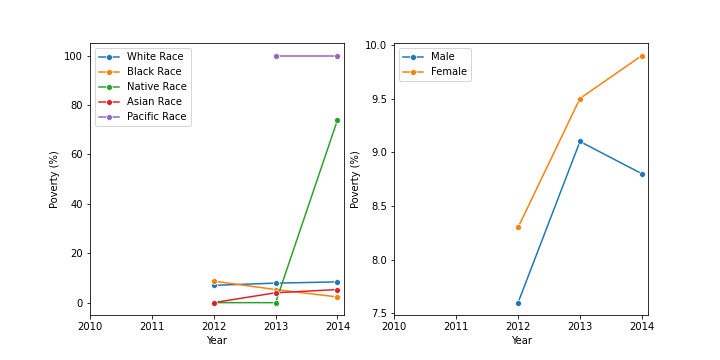 100
80
60
40
20
0
Poverty (%)
White Race
Black Race
Native Race
Asian Race
Pacific Race
2010 2011 2012 2013 2014
Year
10.0
9.5
9.0
8.5
8.0
7.5
Poverty (%)
Male
Female
2010 2011 2012 2013 2014
Year